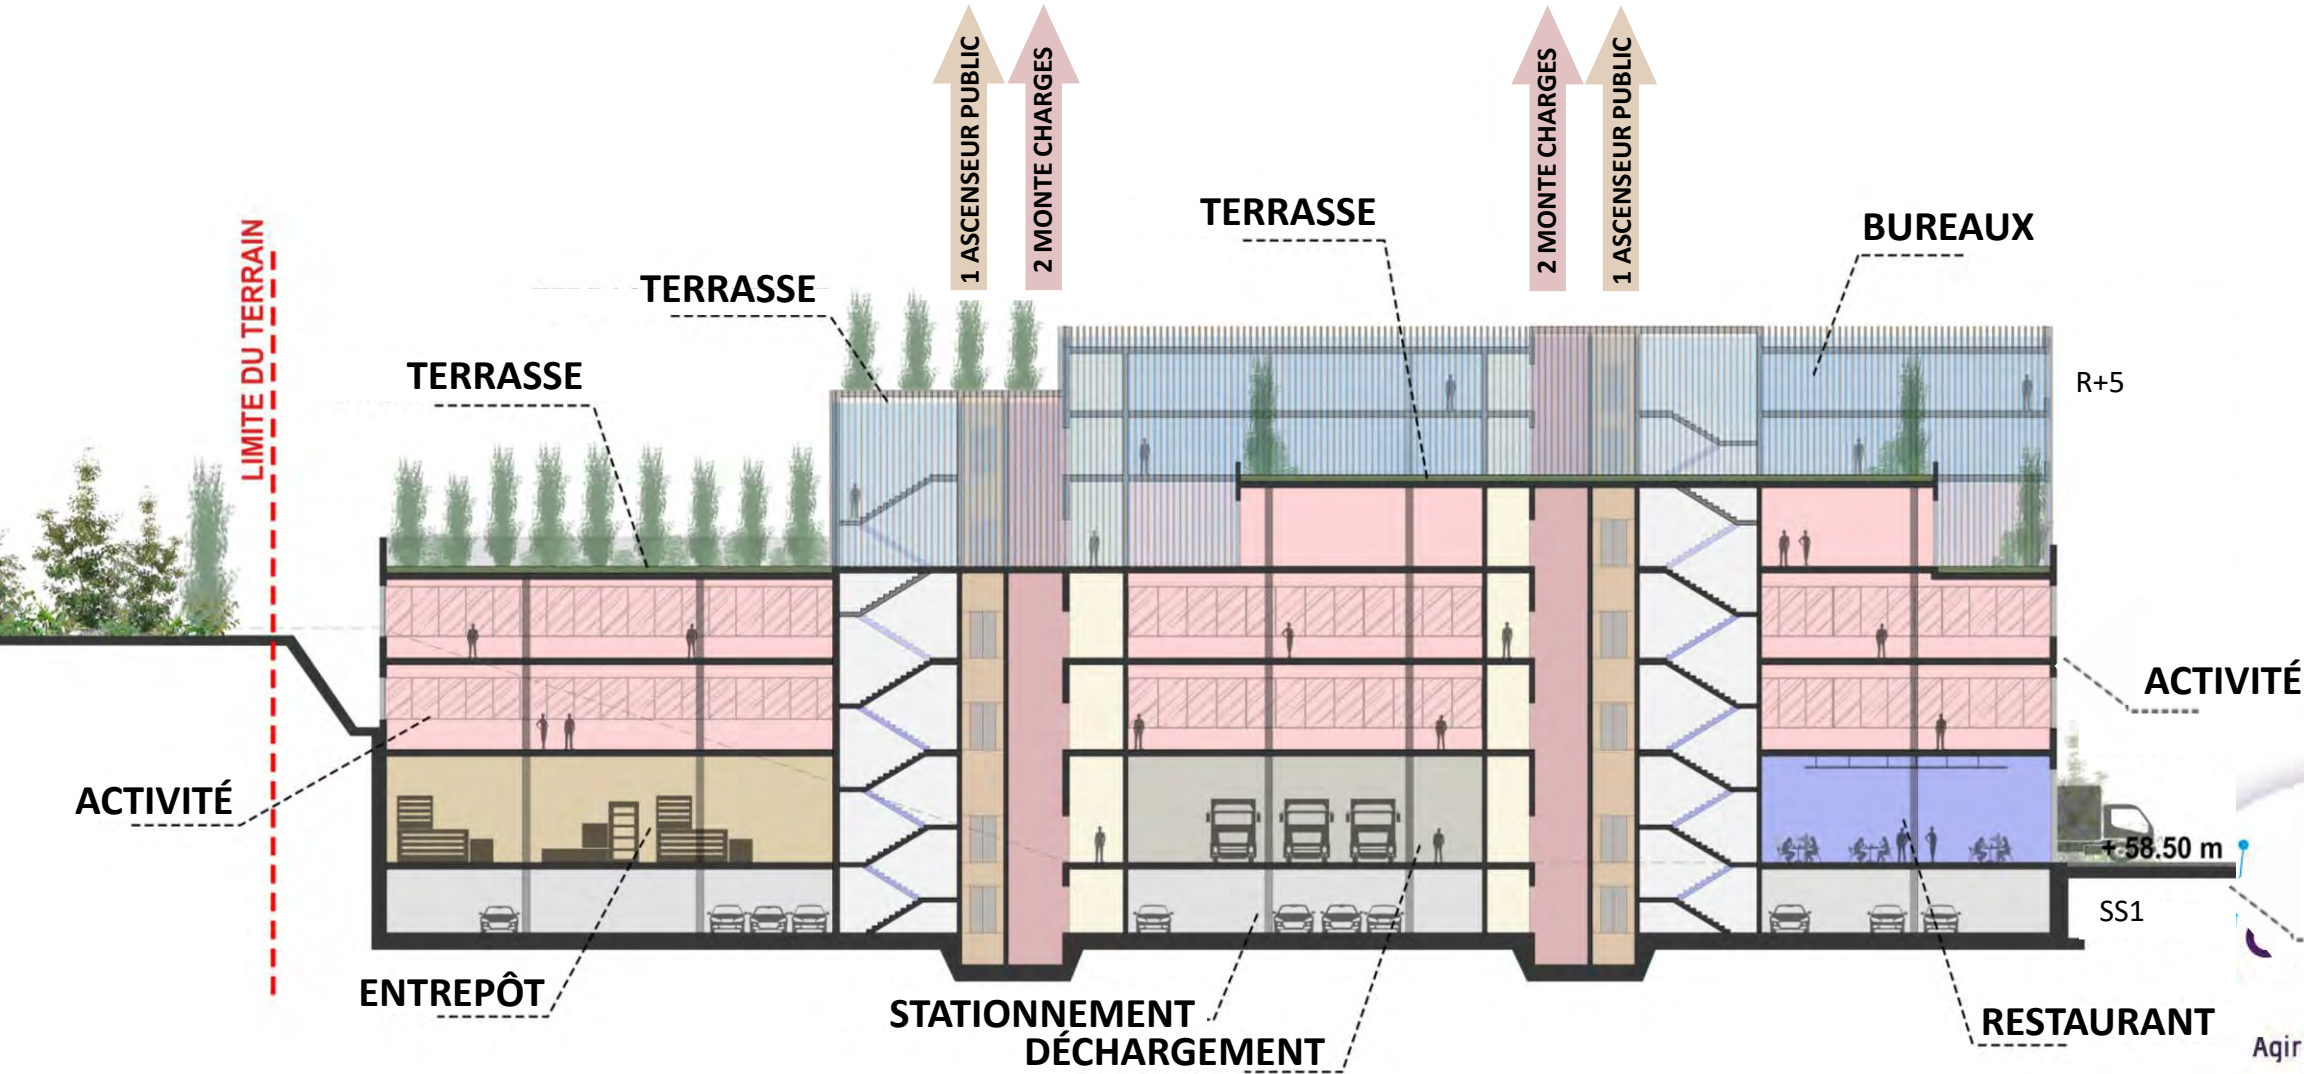 1 ASCENSEUR PUBLIC
2 MONTE CHARGES
2 MONTE CHARGES
1 ASCENSEUR PUBLIC
TERRASSE
BUREAUX
LIMITE DU TERRAIN
TERRASSE
TERRASSE
R+5
ACTIVITÉ
ACTIVITÉ
+ 58.50 m
SS1
ENTREPÔT
STATIONNEMENT
RESTAURANT
DÉCHARGEMENT
Agir